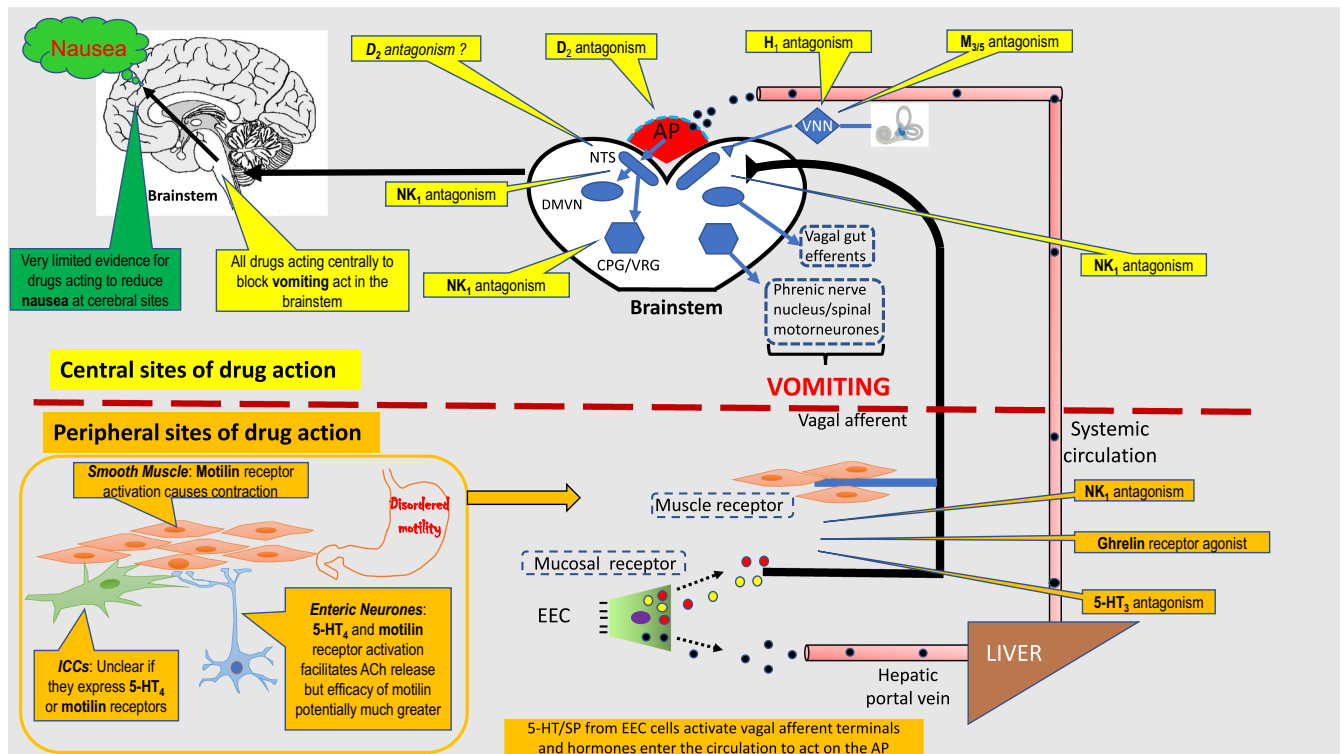 Nausea
D2 antagonism ?
D2 antagonism
H1 antagonism
M3/5 antagonism
AP
VNN
NTS
NK1 antagonism
DMVN
Brainstem
Vagal gut
efferents
CPG/VRG
NK1 antagonism
NK1 antagonism
Very limited evidence for
drugs acting to reduce
nausea at cerebral sites
All drugs acting centrally to
block vomiting act in the
brainstem
Brainstem
Phrenic nerve
nucleus/spinal
motorneurones
Central sites of drug action
VOMITING
Peripheral sites of drug action
Vagal afferent
Systemic
circulation
Smooth Muscle: Motilin receptor
activation causes contraction
Disordered
motility
Muscle receptor
NK1 antagonism
Ghrelin receptor agonist
Mucosal receptor
5-HT3 antagonism
EEC
Enteric Neurones:
5-HT4 and motilin
receptor activation
facilitates ACh release
but efficacy of motilin
potentially much greater
ICCs: Unclear if
they express 5-HT4
or motilin receptors
LIVER
Hepatic
portal vein
5-HT/SP from EEC cells activate vagal afferent terminals
and hormones enter the circulation to act on the AP